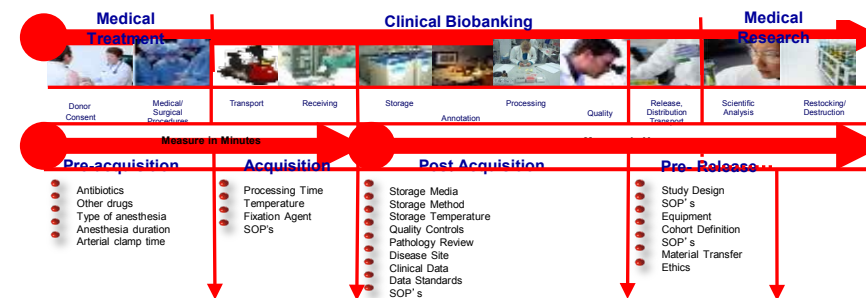 Medical
Treatment
Clinical Biobanking
Medical
Research
Donor
Consent
Medical/
Surgical
Procedures
Transport
Receiving
Storage
Annotation
Processing
Quality
Release,
Distribution
Transport
Scientific
Analysis
Restocking/
Destruction
Measure in Minutes
Pre-acquisition
Antibiotics
Other drugs
Type of anesthesia
Anesthesia duration
Arterial clamp time
Acquisition
Processing Time
Temperature
Fixation Agent
SOP's
Post Acquisition
Storage Media
Storage Method
Storage Temperature
Quality Controls
Pathology Review
Disease Site
Clinical Data
Data Standards
SOP's
Pre- Release
Study Design
SOP's
Equipment
Cohort Definition
SOP's
Material Transfer
Ethics